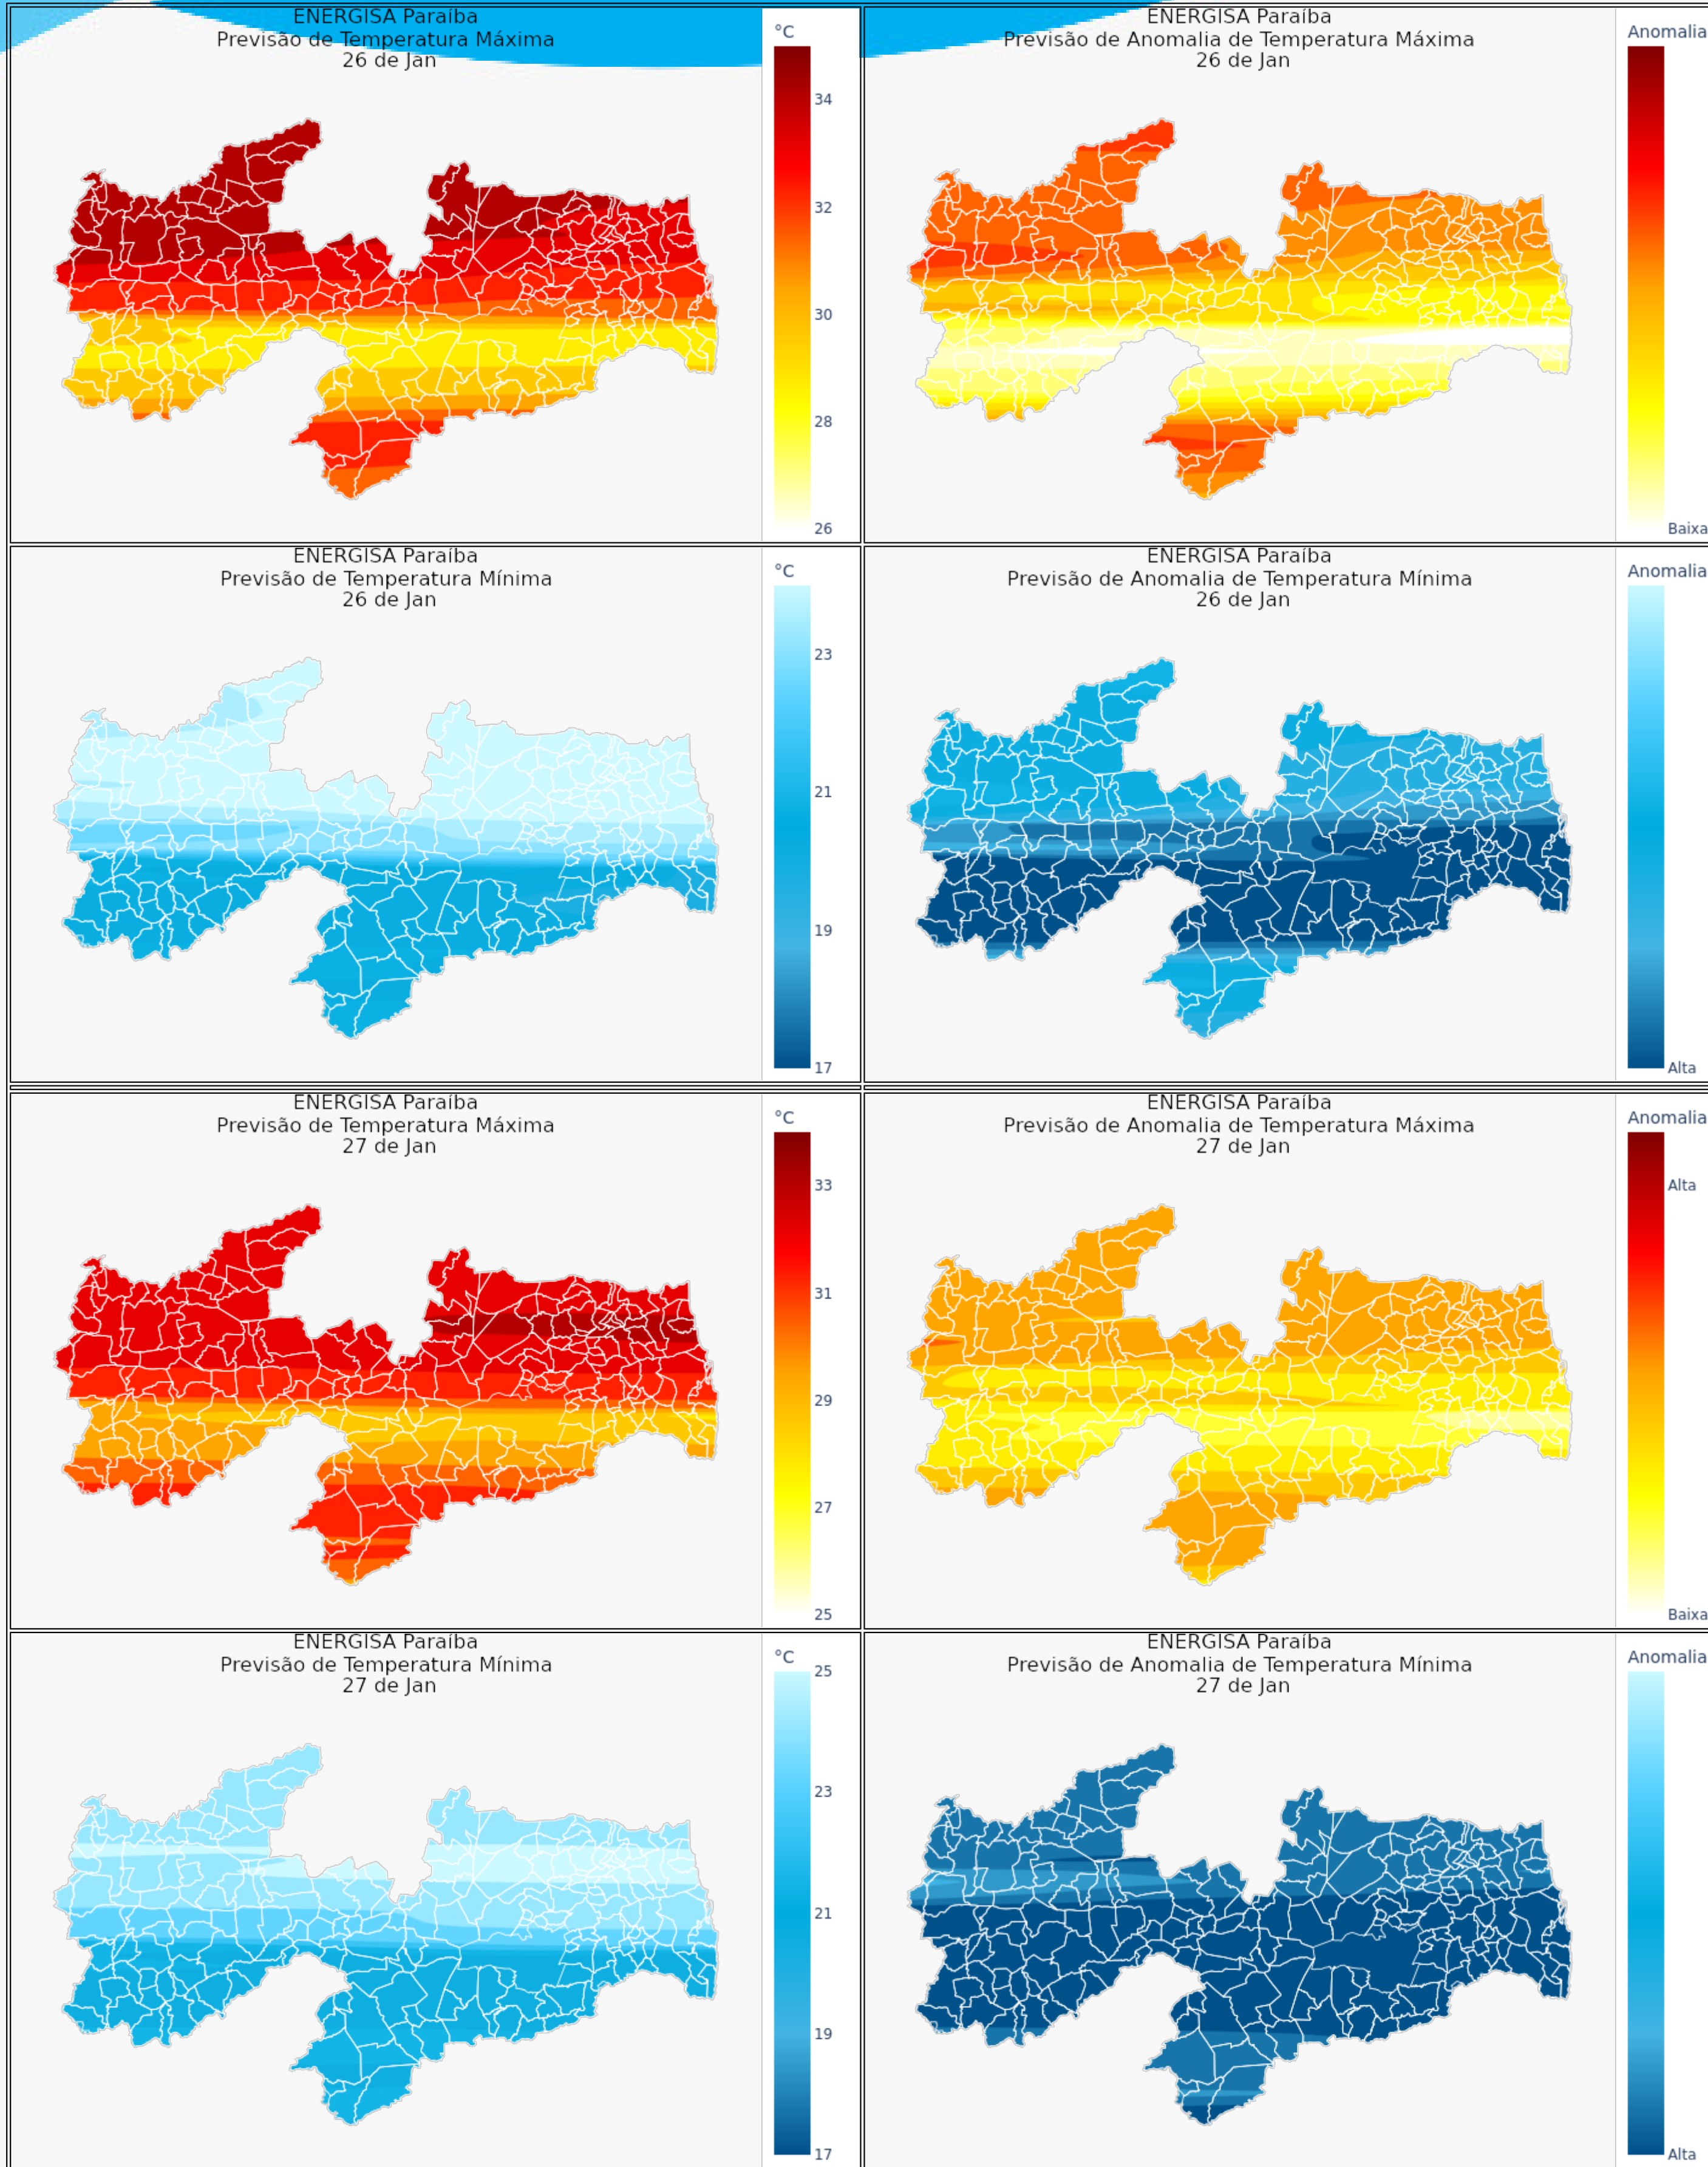 ENERGISA Paraíba
Previsão de Temperatura Máxima
26 de Jan
°C
34
32
30
28
26
ENERGISA Paraíba
Previsão de Anomalia de Temperatura Máxima
26 de Jan
Anomalia
Baixa
ENERGISA Paraíba
Previsão de Temperatura Mínima
26 de Jan
°C
23
21
19
17
ENERGISA Paraíba
Previsão de Anomalia de Temperatura Mínima
26 de Jan
Anomalia
Alta
ENERGISA Paraíba
Previsão de Temperatura Máxima
27 de Jan
°C
33
31
29
27
25
ENERGISA Paraíba
Previsão de Anomalia de Temperatura Máxima
27 de Jan
Anomalia
Alta
Baixa
ENERGISA Paraíba
Previsão de Temperatura Mínima
27 de Jan
°C
25
23
21
19
17
ENERGISA Paraíba
Previsão de Anomalia de Temperatura Mínima
27 de Jan
Anomalia
Alta